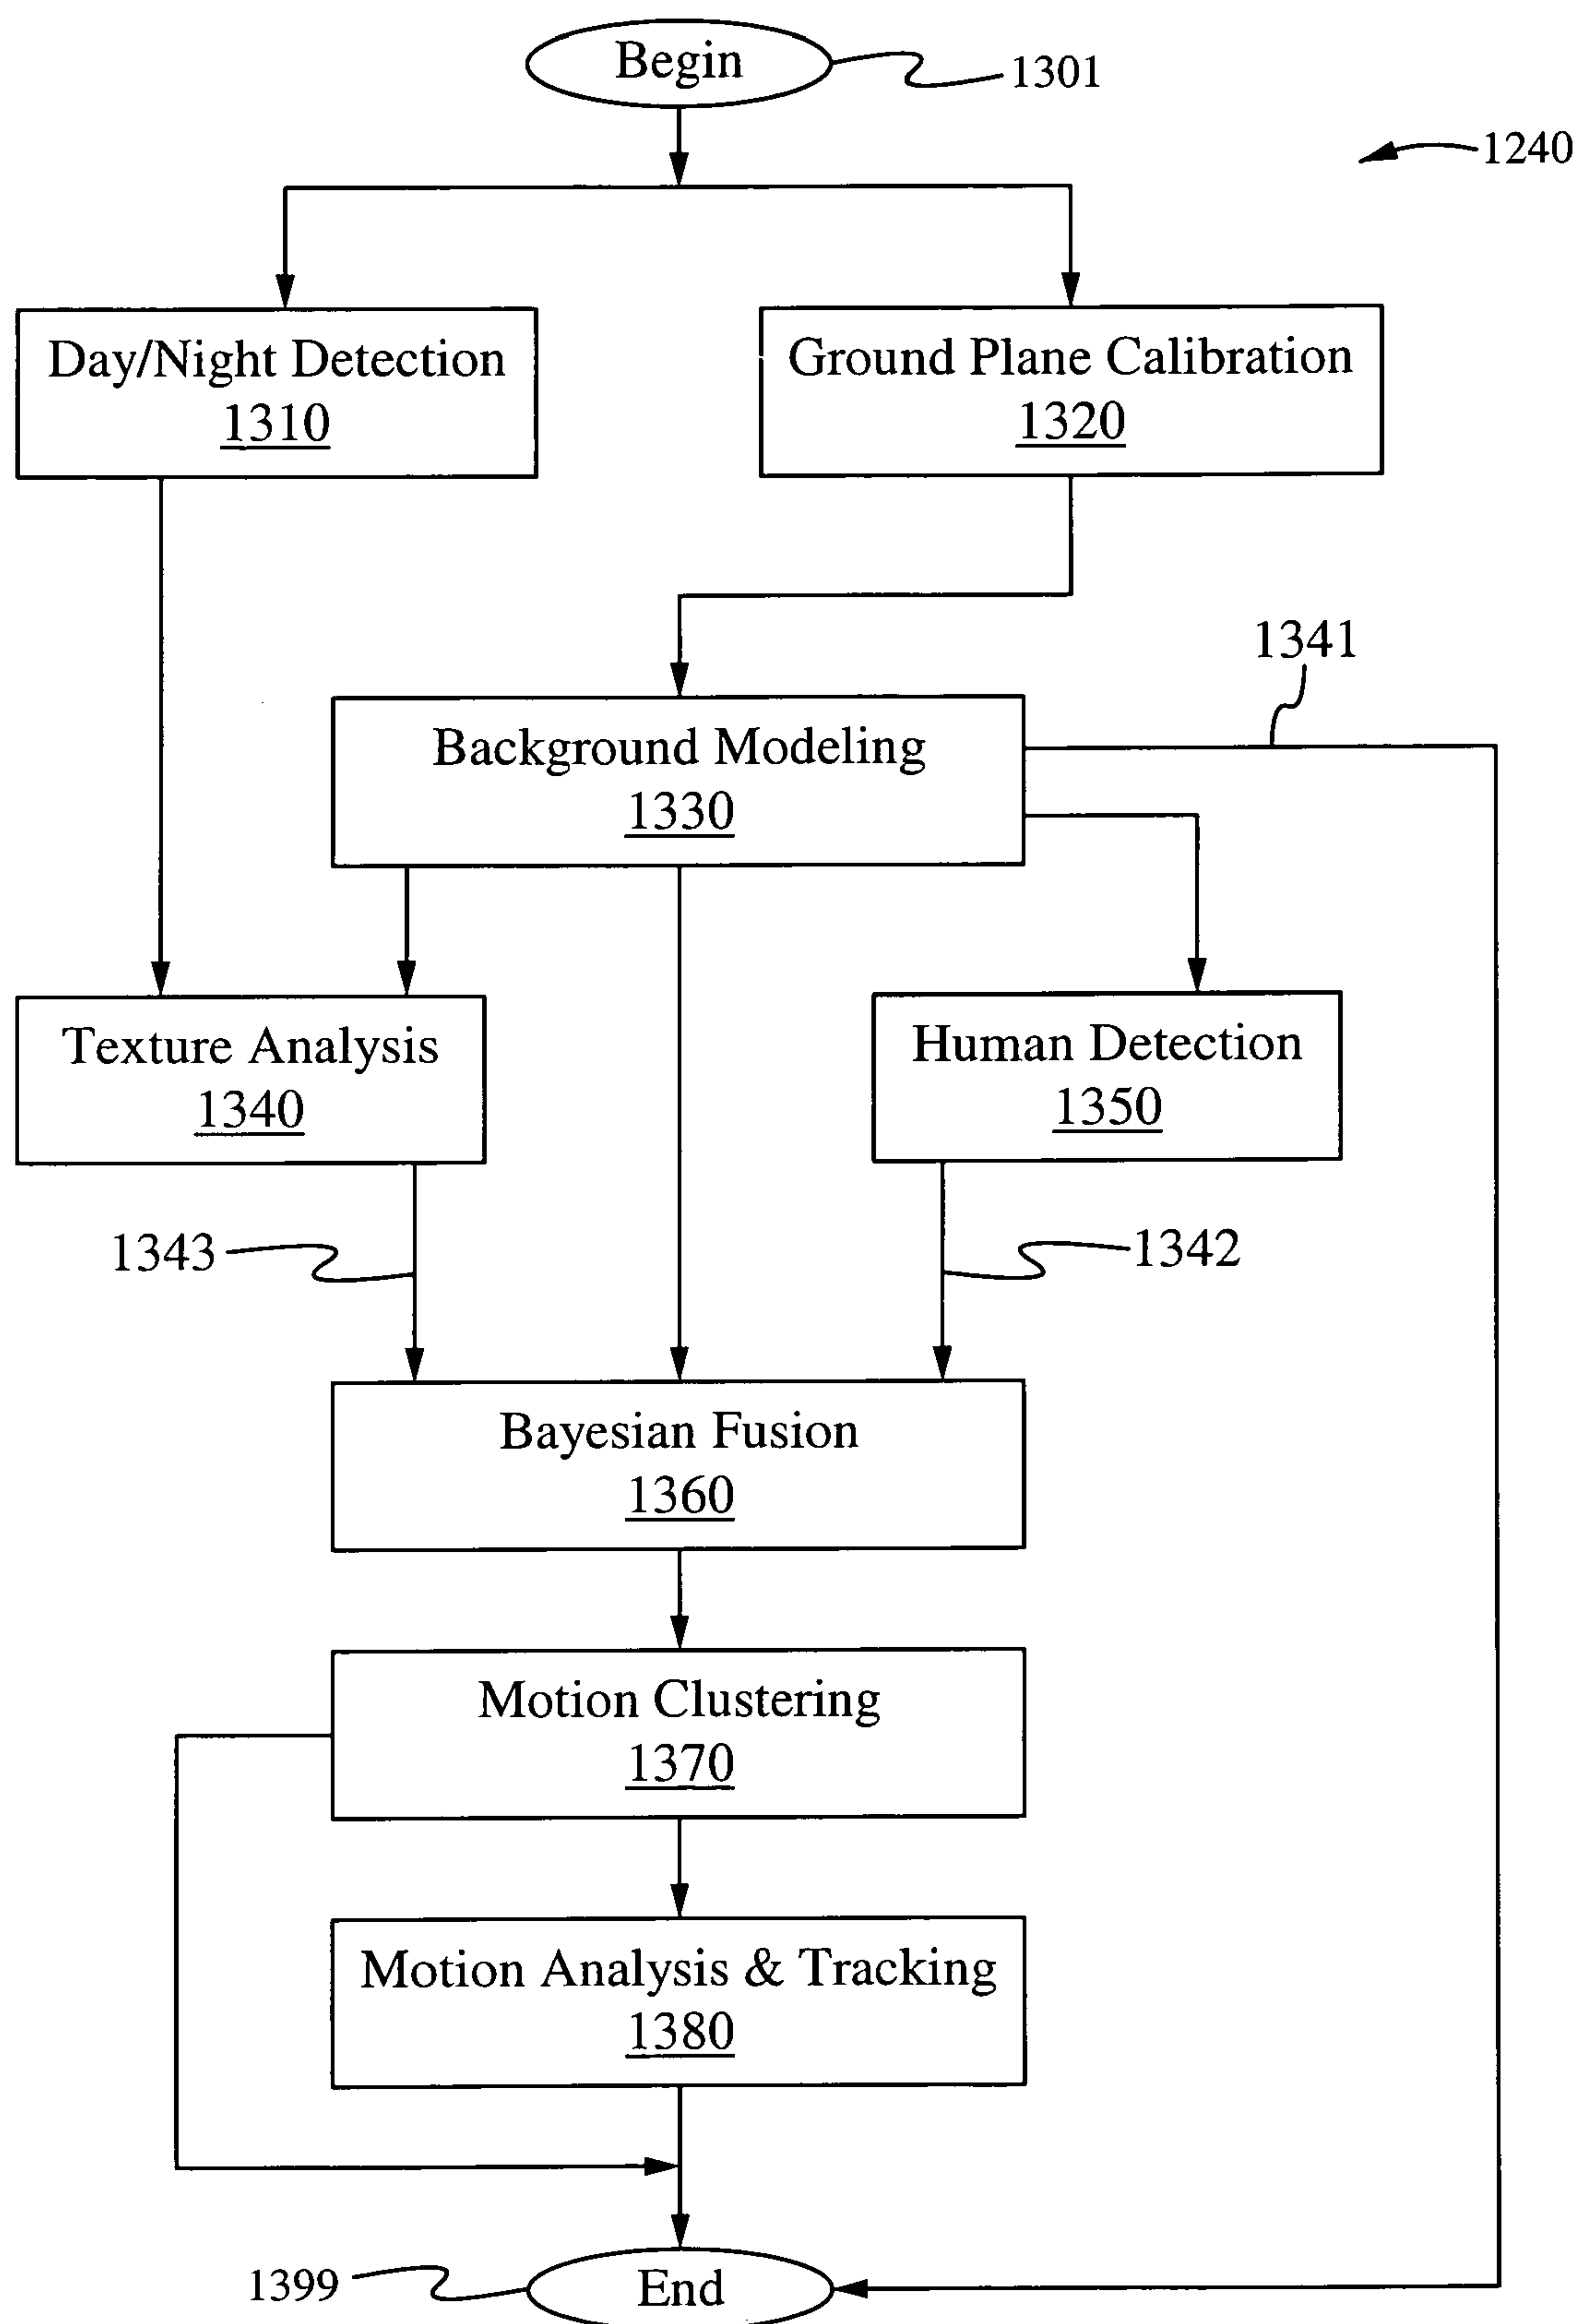 Begin
1301
1240
Day/Night Detection
1310
Ground Plane Calibration
1320
1341
Background Modeling
1330
Texture Analysis
1340
Human Detection
1350
1343
1342
Bayesian Fusion
1360
Motion Clustering
1370
Motion Analysis & Tracking
1380
1399
End